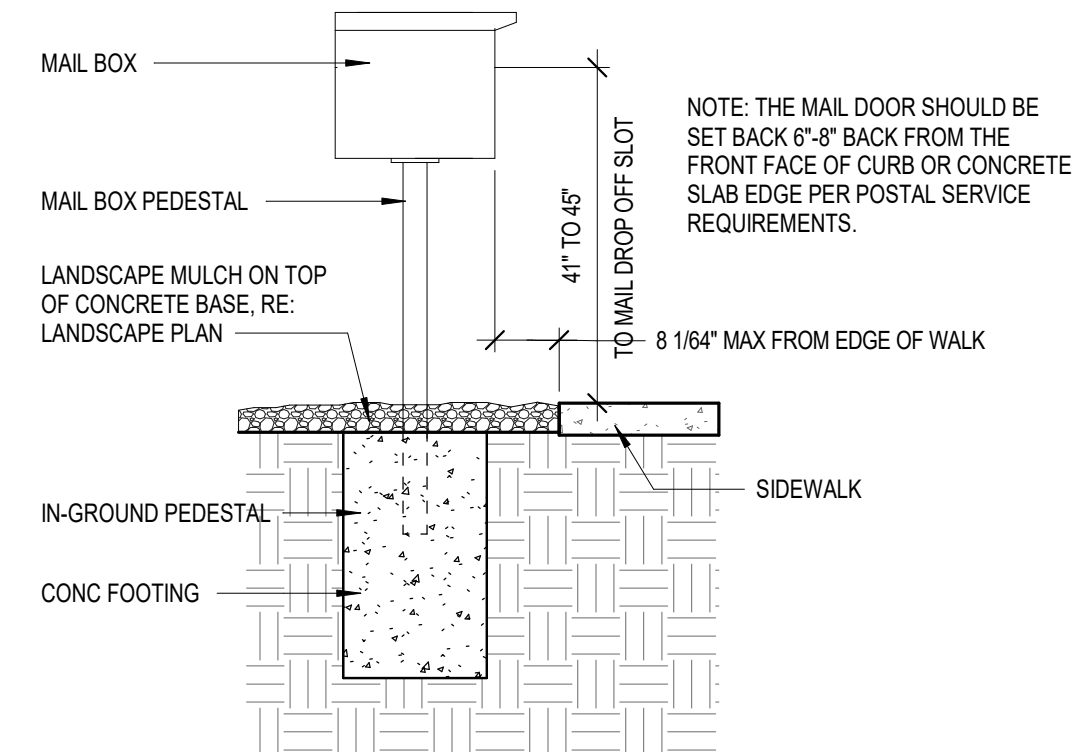 MAIL BOX
NOTE: THE MAIL DOOR SHOULD BE
SET BACK 6"-8" BACK FROM THE
FRONT FACE OF CURB OR CONCRETE
SLAB EDGE PER POSTAL SERVICE
REQUIREMENTS.
MAIL BOX PEDESTAL
41" TO 45"
TO MAIL DROP OFF SLOT
LANDSCAPE MULCH ON TOP
OF CONCRETE BASE, RE:
LANDSCAPE PLAN
8 1/64" MAX FROM EDGE OF WALK
SIDEWALK
IN-GROUND PEDESTAL
CONC FOOTING